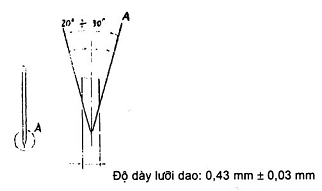 20° ÷ 30°
A
A
Độ dày lưỡi dao: 0,43 mm ± 0,03 mm